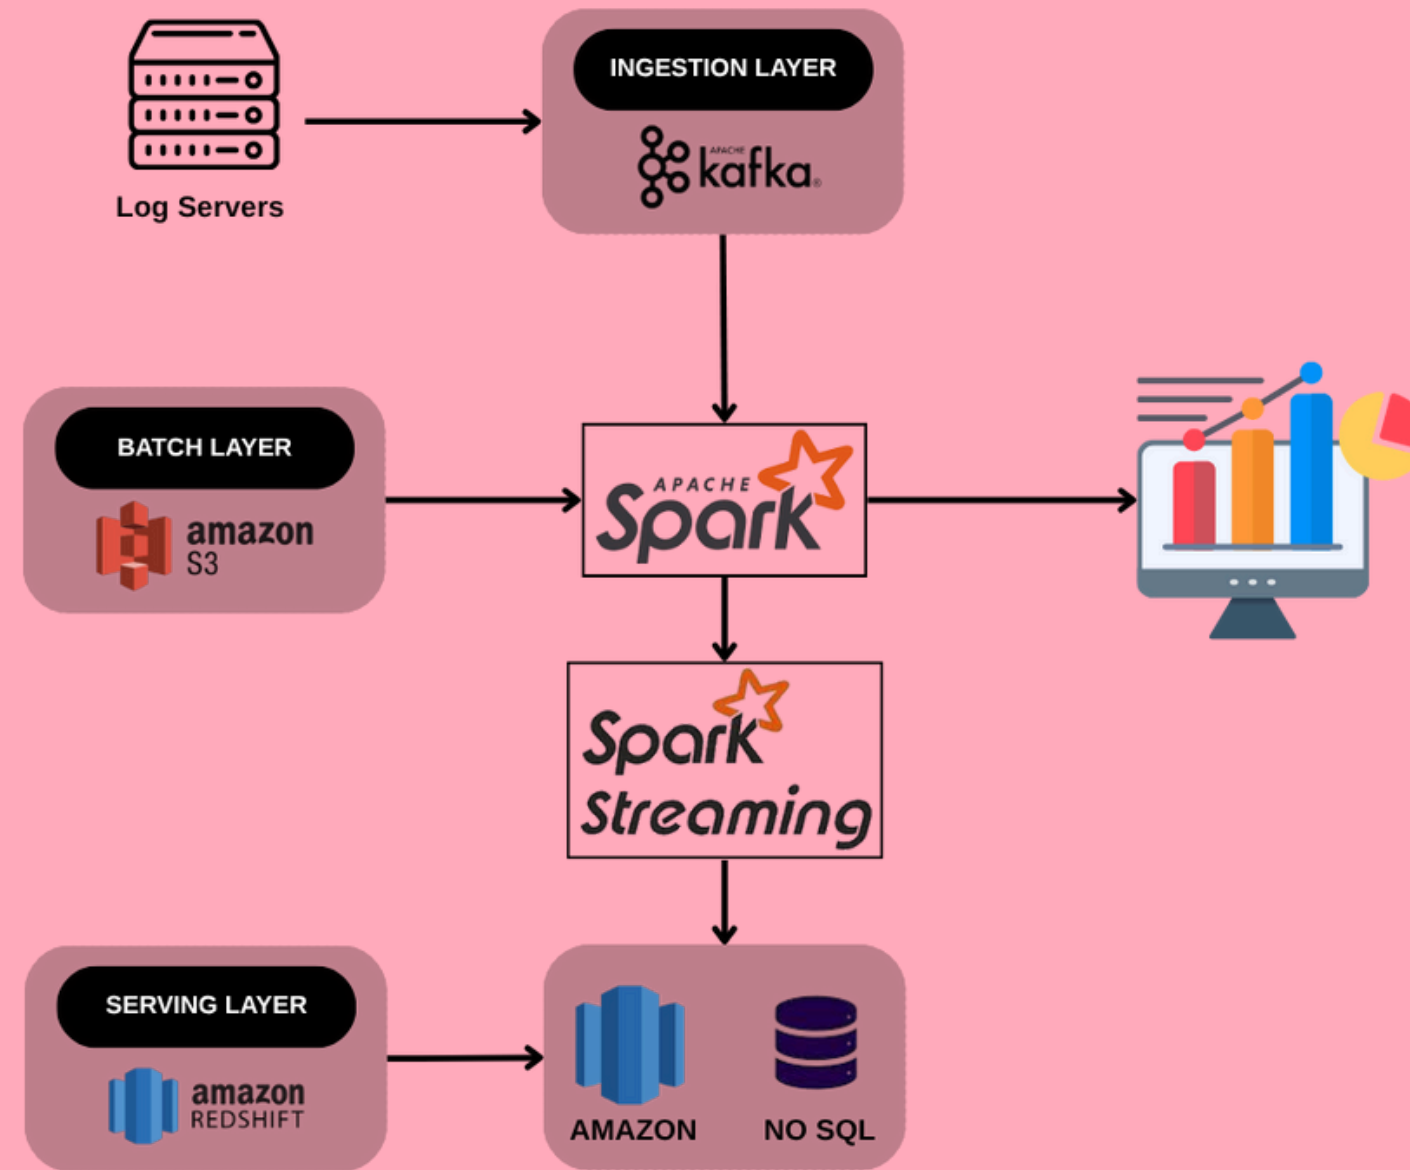 INGESTION LAYER
APACHE
kafka®
Log Servers
BATCH LAYER
amazon
S3
APACHE
Spark
Spark
Streaming
SERVING LAYER
amazon
REDSHIFT
AMAZON
NO SQL